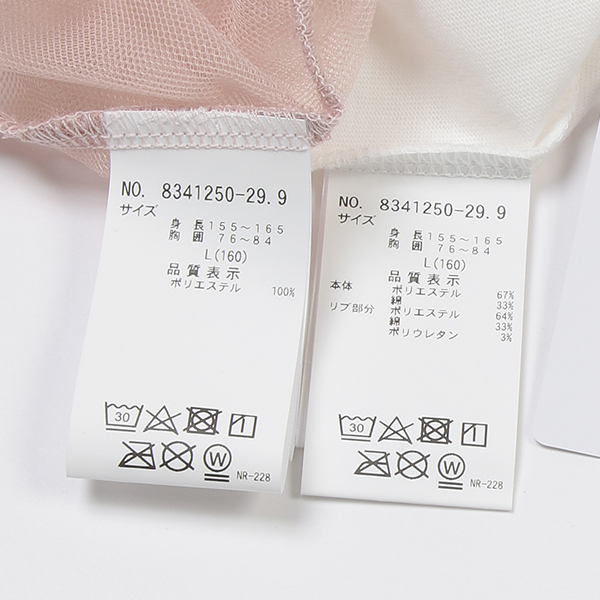 NO. 8341250-29.9
サイズ
身長155～165
胸囲 76～84
L(160)
品質表示
ポリエステル 100%
30
W
NR-228
NO. 8341250-29.9
サイズ
身長155～165
胸囲 76～84
L(160)
品質表示
本体 ポリエステル 67%
綿 33%
リブ部分 ポリエステル 64%
綿 33%
ポリウレタン 3%
30
W
NR-228